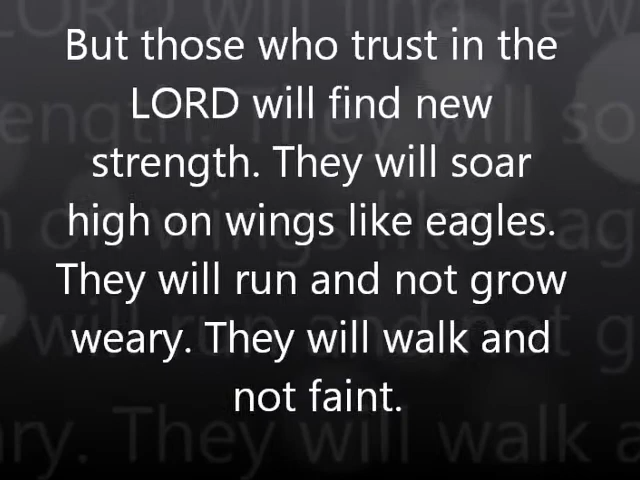 But those who trust in the
LORD will find new
strength. They will soar
high on wings like eagles.
They will run and not grow
weary. They will walk and
not faint.